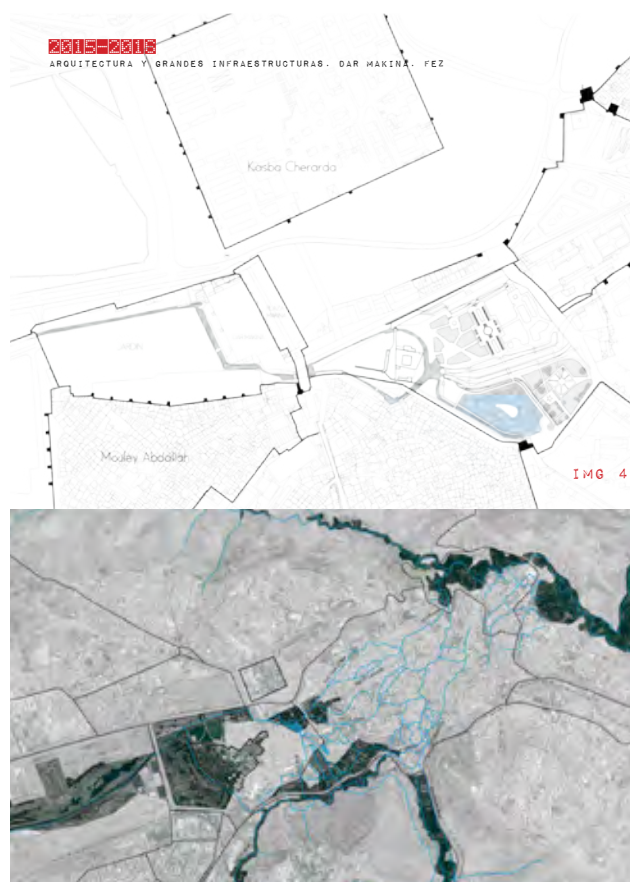 2015-2016
ARQUITECTURA Y GRANDES INFRAESTRUCTURAS. DAR MAKINA. FEZ
Kasba Cherarda
Mouley Abdallah
IMG 4